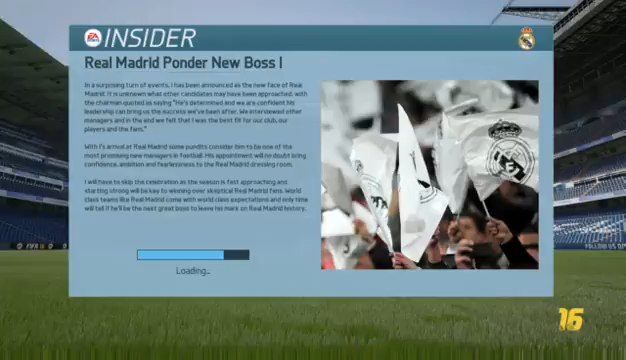 EA SPORTS
INSIDER
Real Madrid Ponder New Boss I
In a surprising turn of events, I has been announced as the new face of Real
Madrid. It is unknown what other candidates may have been approached, with
the chairman quoted as saying "He's determined and we are confident his
leadership can bring us the success we've been after. We interviewed other
managers and in the end we felt that I was the best fit for our club, our
players and the fans."
With I's arrival at Real Madrid some pundits consider him to be one of the
most promising new managers in football. His appointment will no doubt bring
confidence, ambition and fearlessness to the Real Madrid dressing room.
I will have to skip the celebration as the season is fast approaching and
starting strong will be key to winning over skeptical Real Madrid fans. World
class teams like Real Madrid come with world class expectations and only time
will tell if he'll be the next great boss to leave his mark on Real Madrid history.
Loading...
FOLLOW US ON
16